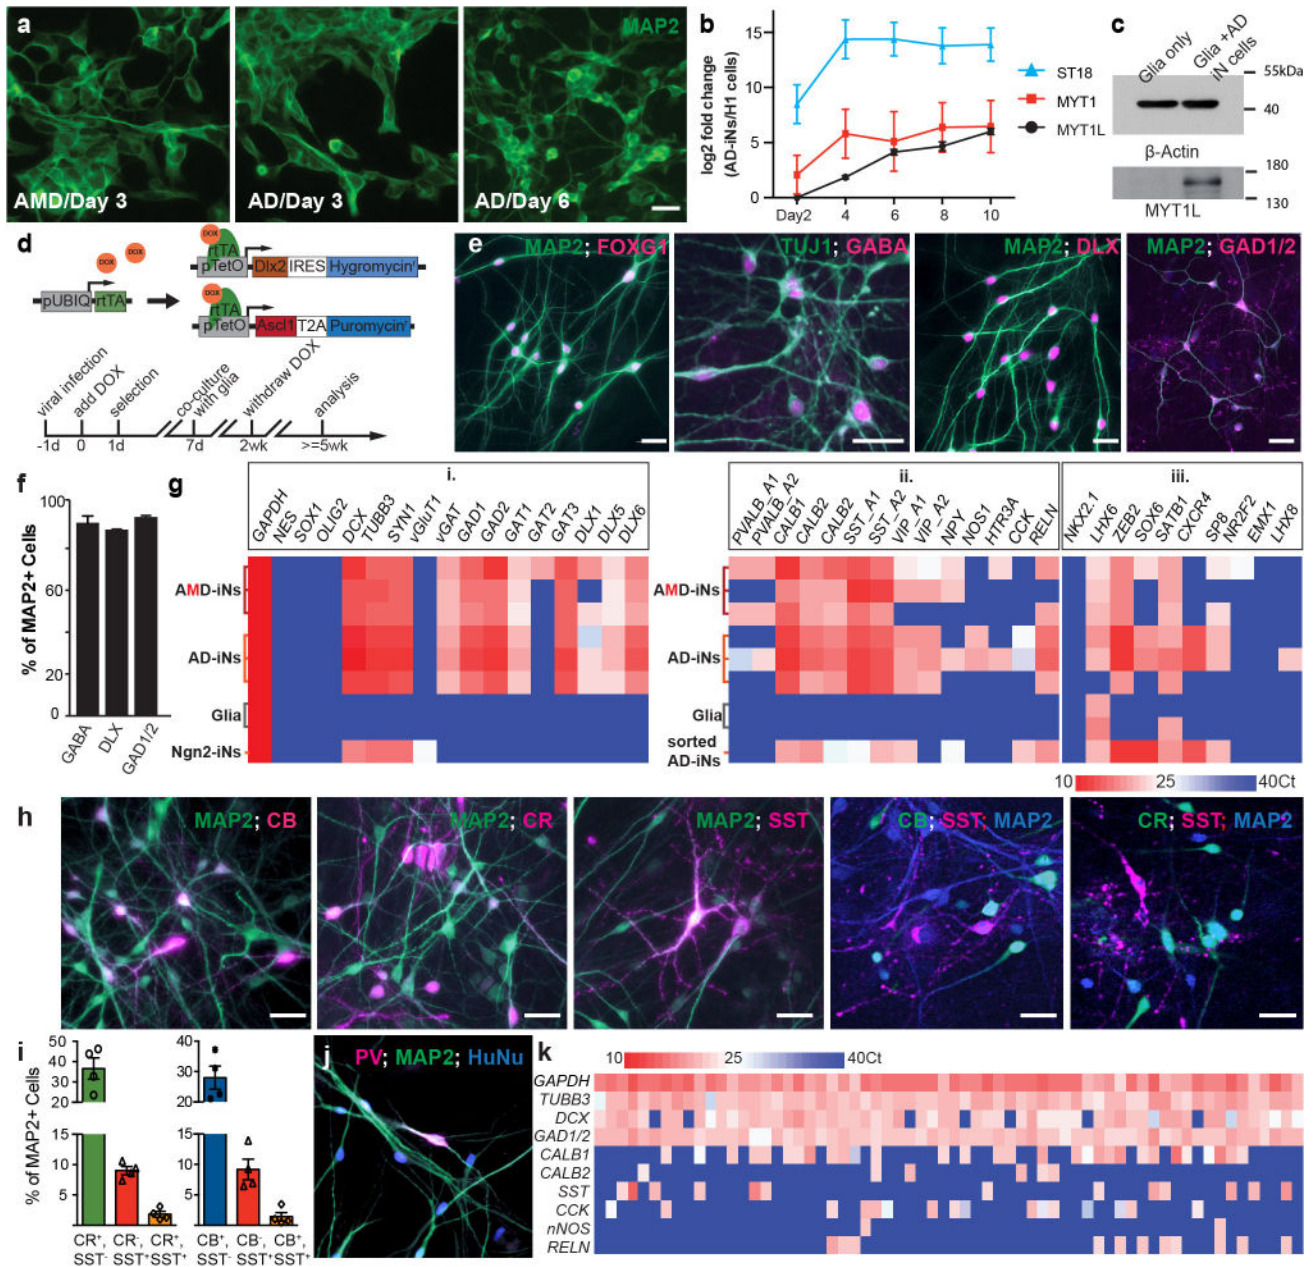 a
MAP2
AMD/Day 3
AD/Day 3
AD/Day 6
b
log2 fold change
(AD-iNs/H1 cells)
15
10
5
0
Day2
4
6
8
10
ST18
MYT1
MYT1L
c
Glia only
Glia +AD
iN cells
55kDa
40
β-Actin
180
130
MYT1L
d
DOX
DOX
pUBIQ
rtTA
DOX
rtTA
pTetO
Dlx2
IRES
Hygromycinʳ
DOX
rtTA
pTetO
Ascl1
T2A
Puromycinʳ
viral infection
add DOX
selection
co-culture
with glia
withdraw DOX
analysis
-1d
0
1d
7d
2wk
>=5wk
e
MAP2; FOXG1
TUJ1; GABA
MAP2; DLX
MAP2; GAD1/2
f
% of MAP2+ Cells
100
60
20
0
GABA
DLX
GAD1/2
g
i.
GAPDH
NES
SOX1
OLIG2
DCX
TUBB3
SYN1
vGluT1
vGAT
GAD1
GAD2
GAT1
GAT2
GAT3
DLX1
DLX5
DLX6
AMD-iNs
AD-iNs
Glia
Ngn2-iNs
ii.
PVALB_A1
PVALB_A2
CALB1
CALB2
CALB2
SST_A1
SST_A2
VIP_A1
VIP_A2
NPY
NOS1
HTR3A
CCK
RELN
iii.
NKX2.1
LHX6
ZEB2
SOX6
SATB1
CXCR4
SP8
NR2F2
EMX1
LHX8
AMD-iNs
AD-iNs
Glia
sorted
AD-iNs
10
25
40Ct
h
MAP2; CB
MAP2; CR
MAP2; SST
CB; SST; MAP2
CR; SST; MAP2
i
% of MAP2+ Cells
50
40
30
20
15
10
5
40
30
20
15
10
5
CR⁺,
SST⁻
CR⁻,
SST⁺
CR⁺,
SST⁺
CB⁺,
SST⁻
CB⁻,
SST⁺
CB⁺,
SST⁺
j
PV; MAP2; HuNu
k
10
25
40Ct
GAPDH
TUBB3
DCX
GAD1/2
CALB1
CALB2
SST
CCK
nNOS
RELN